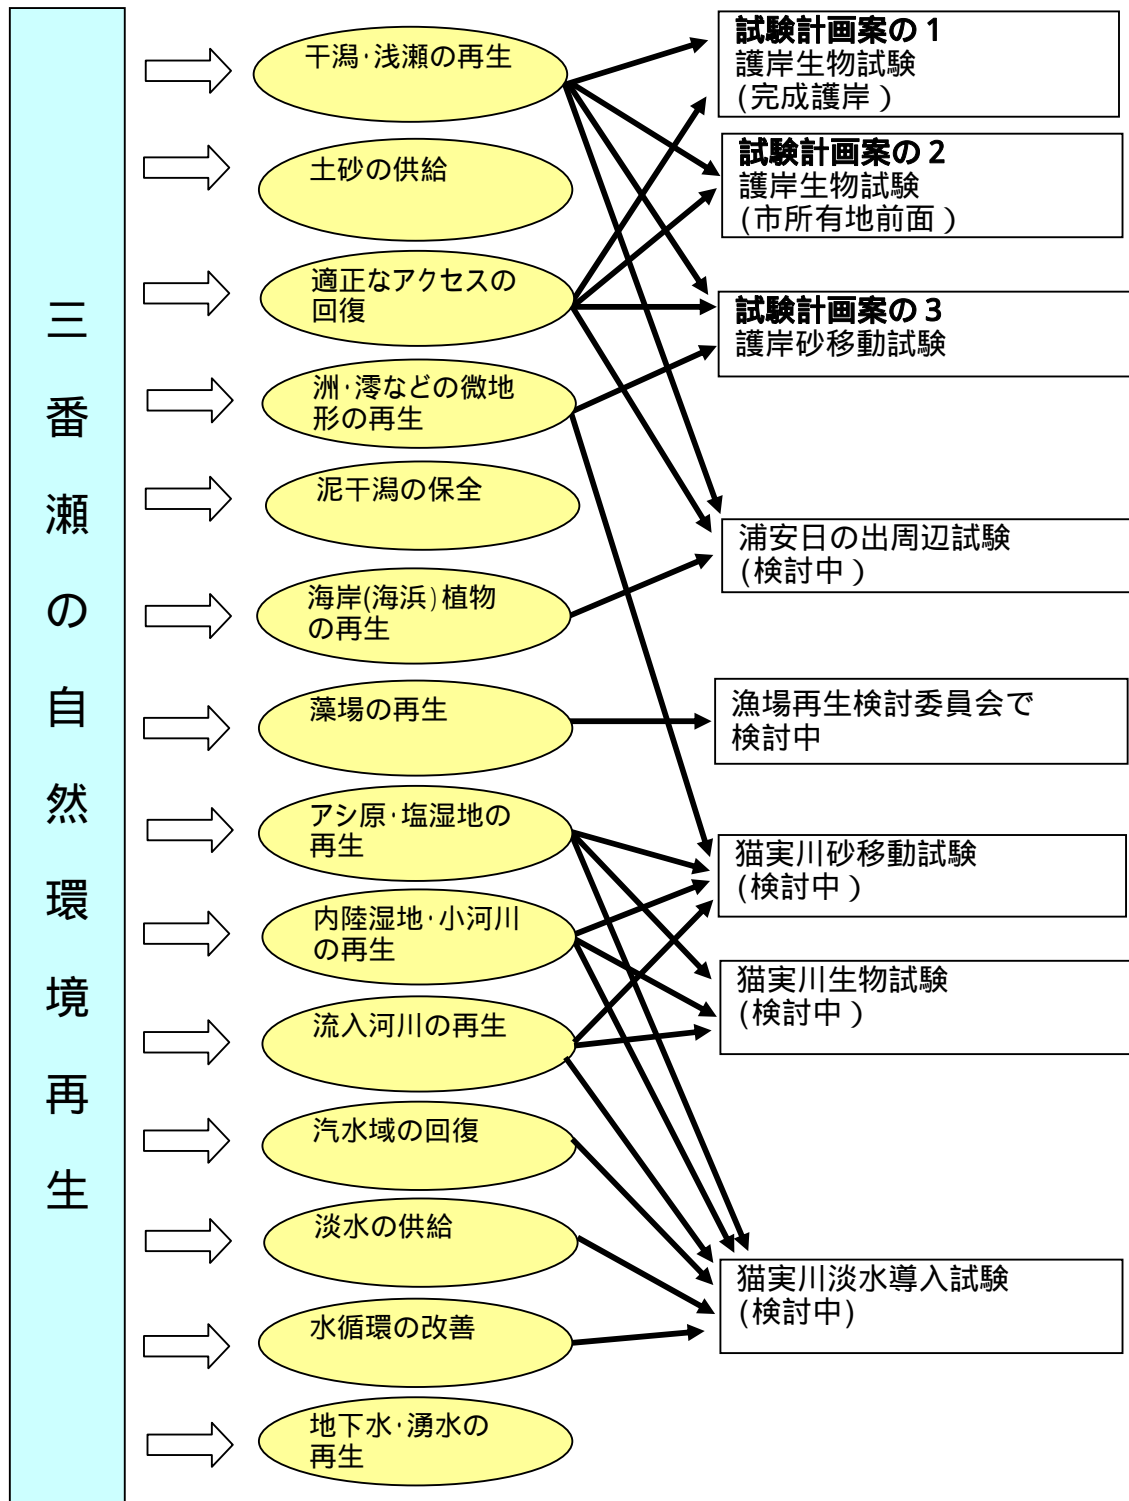 三番瀬の自然環境再生
干潟・浅瀬の再生
土砂の供給
適正なアクセスの
回復
洲・澪などの微地
形の再生
泥干潟の保全
海岸(海浜)植物
の再生
藻場の再生
アシ原・塩湿地の
再生
内陸湿地・小河川
の再生
流入河川の再生
汽水域の回復
淡水の供給
水循環の改善
地下水・湧水の
再生
試験計画案の1
護岸生物試験
(完成護岸)
試験計画案の2
護岸生物試験
(市所有地前面)
試験計画案の3
護岸砂移動試験
浦安日の出周辺試験
(検討中)
漁場再生検討委員会で
検討中
猫実川砂移動試験
(検討中)
猫実川生物試験
(検討中)
猫実川淡水導入試験
(検討中)